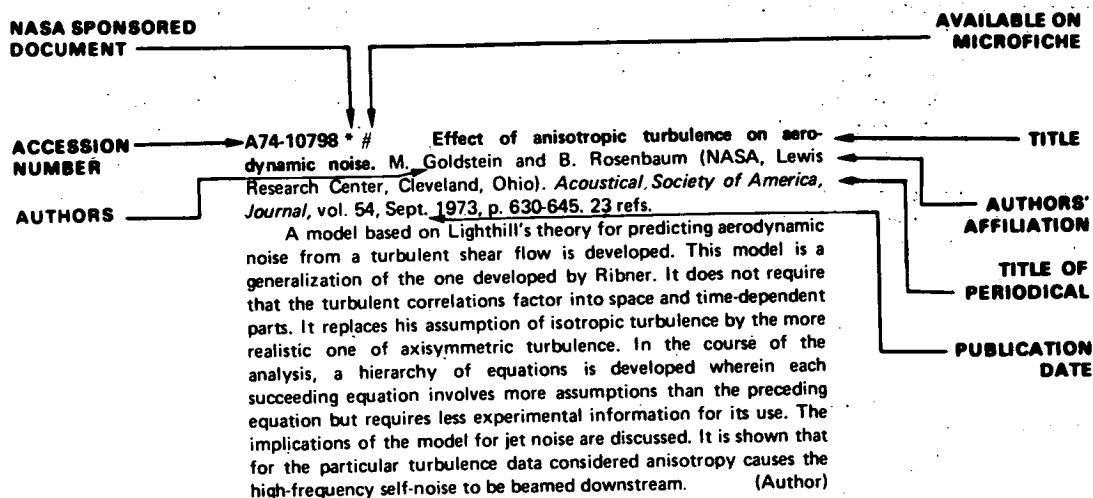 NASA SPONSORED
DOCUMENT
AVAILABLE ON
MICROFICHE
ACCESSION
NUMBER
AUTHORS
A74-10798 * # Effect of anisotropic turbulence on aero-
dynamic noise. M. Goldstein and B. Rosenbaum (NASA, Lewis
Research Center, Cleveland, Ohio). Acoustical Society of America,
Journal, vol. 54, Sept. 1973, p. 630-645. 23 refs.
A model based on Lighthill's theory for predicting aerodynamic
noise from a turbulent shear flow is developed. This model is a
generalization of the one developed by Ribner. It does not require
that the turbulent correlations factor into space and time-dependent
parts. It replaces his assumption of isotropic turbulence by the more
realistic one of axisymmetric turbulence. In the course of the
analysis, a hierarchy of equations is developed wherein each
succeeding equation involves more assumptions than the preceding
equation but requires less experimental information for its use. The
implications of the model for jet noise are discussed. It is shown that
for the particular turbulence data considered anisotropy causes the
high-frequency self-noise to be beamed downstream. (Author)
TITLE
AUTHORS'
AFFILIATION
TITLE OF
PERIODICAL
PUBLICATION
DATE